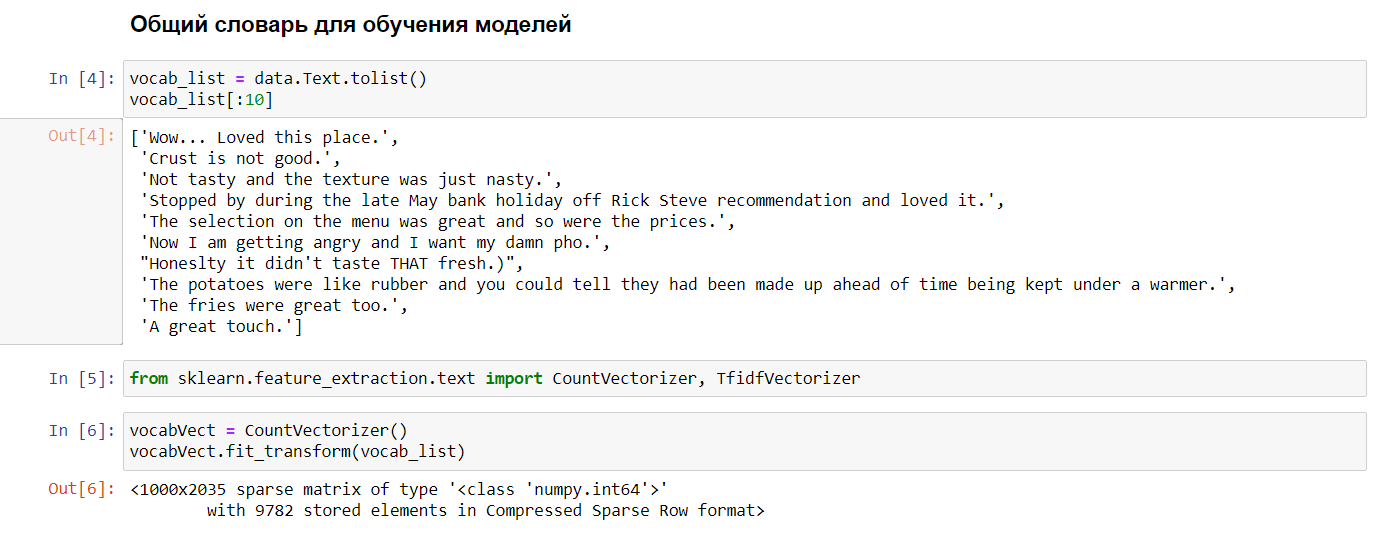 Общий словарь для обучения моделей
In [4]: vocab_list = data.Text.tolist()
vocab_list[:10]
Out[4]: ['Wow... Loved this place.',
'Crust is not good.',
'Not tasty and the texture was just nasty.',
'Stopped by during the late May bank holiday off Rick Steve recommendation and loved it.',
'The selection on the menu was great and so were the prices.',
'Now I am getting angry and I want my damn pho.',
"Honeslty it didn't taste THAT fresh.)",
'The potatoes were like rubber and you could tell they had been made up ahead of time being kept under a warmer.',
'The fries were great too.',
'A great touch.']
In [5]: from sklearn.feature_extraction.text import CountVectorizer, TfidfVectorizer
In [6]: vocabVect = CountVectorizer()
vocabVect.fit_transform(vocab_list)
Out[6]: <1000x2035 sparse matrix of type '<class 'numpy.int64'>'
with 9782 stored elements in Compressed Sparse Row format>